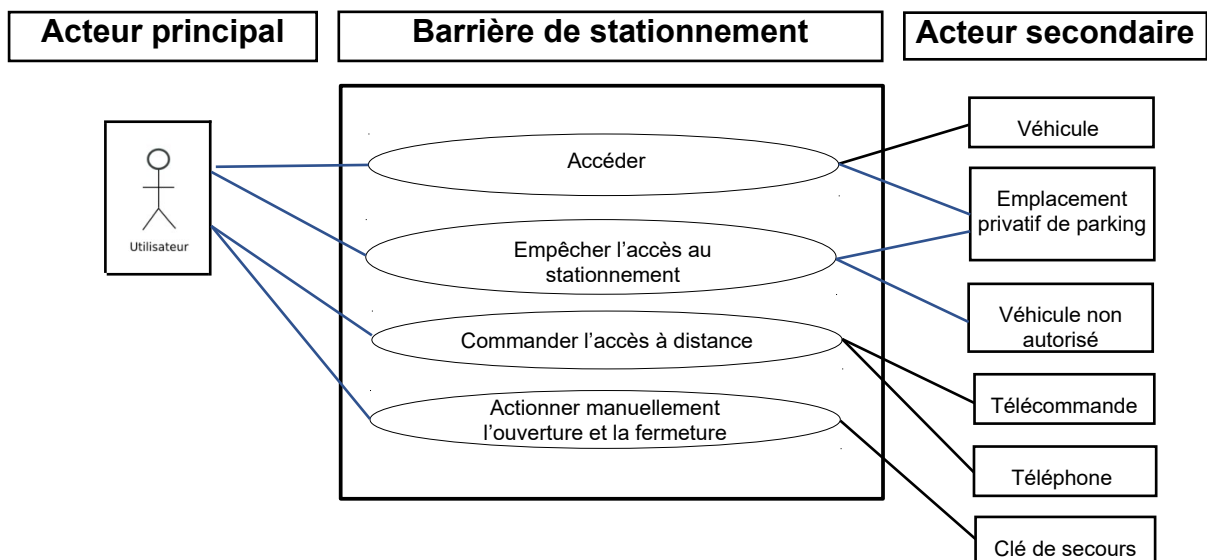 Acteur principal
Barrière de stationnement
Acteur secondaire
Utilisateur
Accéder
Empêcher l'accès au
stationnement
Commander l'accès à distance
Actionner manuellement
l'ouverture et la fermeture
Véhicule
Emplacement
privatif de parking
Véhicule non
autorisé
Télécommande
Téléphone
Clé de secours